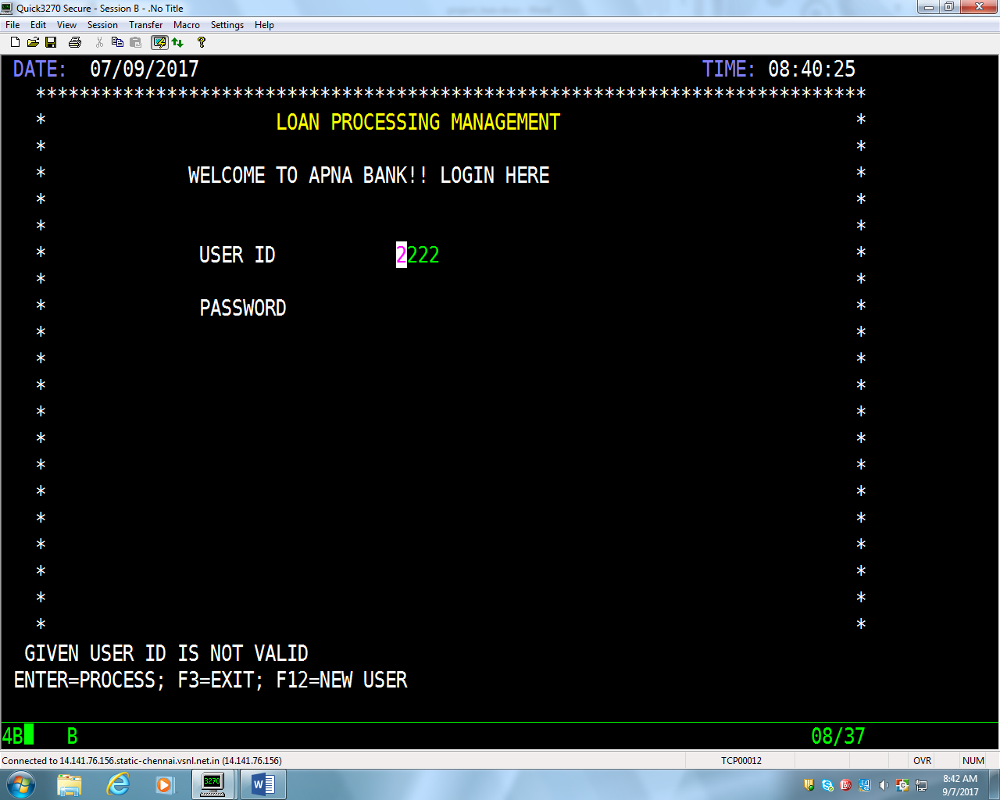 Quick3270 Secure - Session B - .No Title
File Edit View Session Transfer Macro Settings Help
DATE: 07/09/2017 TIME: 08:40:25
****************************************************************************
* LOAN PROCESSING MANAGEMENT *
* *
* WELCOME TO APNA BANK!! LOGIN HERE *
* *
* *
* USER ID 2222 *
* *
* PASSWORD *
* *
* *
* *
* *
* *
* *
* *
* *
* *
* *
* *
* *
GIVEN USER ID IS NOT VALID
ENTER=PROCESS; F3=EXIT; F12=NEW USER
4B B 08/37
Connected to 14.141.76.156.static-chennai.vsnl.net.in (14.141.76.156) TCP00012 OVR NUM
3270 W 8:42 AM
9/7/2017